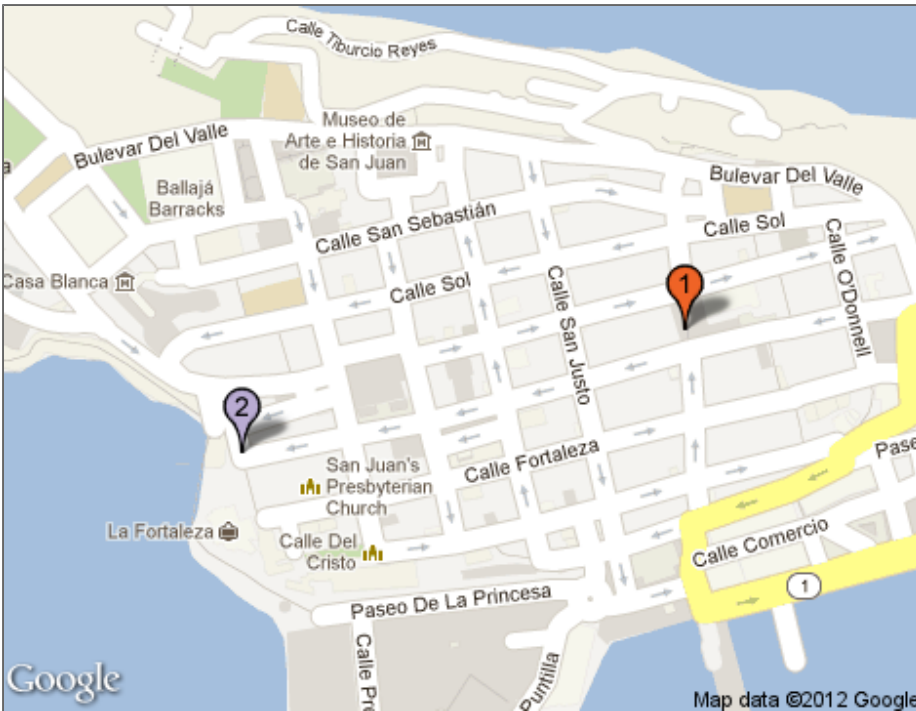 Calle Tiburcio Reyes
Museo de
Arte e Historia
de San Juan
Bulevar Del Valle
Bulevar Del Valle
a
Ballajá
Barracks
Calle San Sebastián
Calle Sol
Calle O'Donnell
Casa Blanca
Calle Sol
Calle San Justo
1
2
San Juan's
Presbyterian
Church
Calle Fortaleza
Pase
La Fortaleza
Calle Del
Cristo
Calle Comercio
1
Paseo De La Princesa
Calle Pre
Puntilla
Google
Map data ©2012 Google